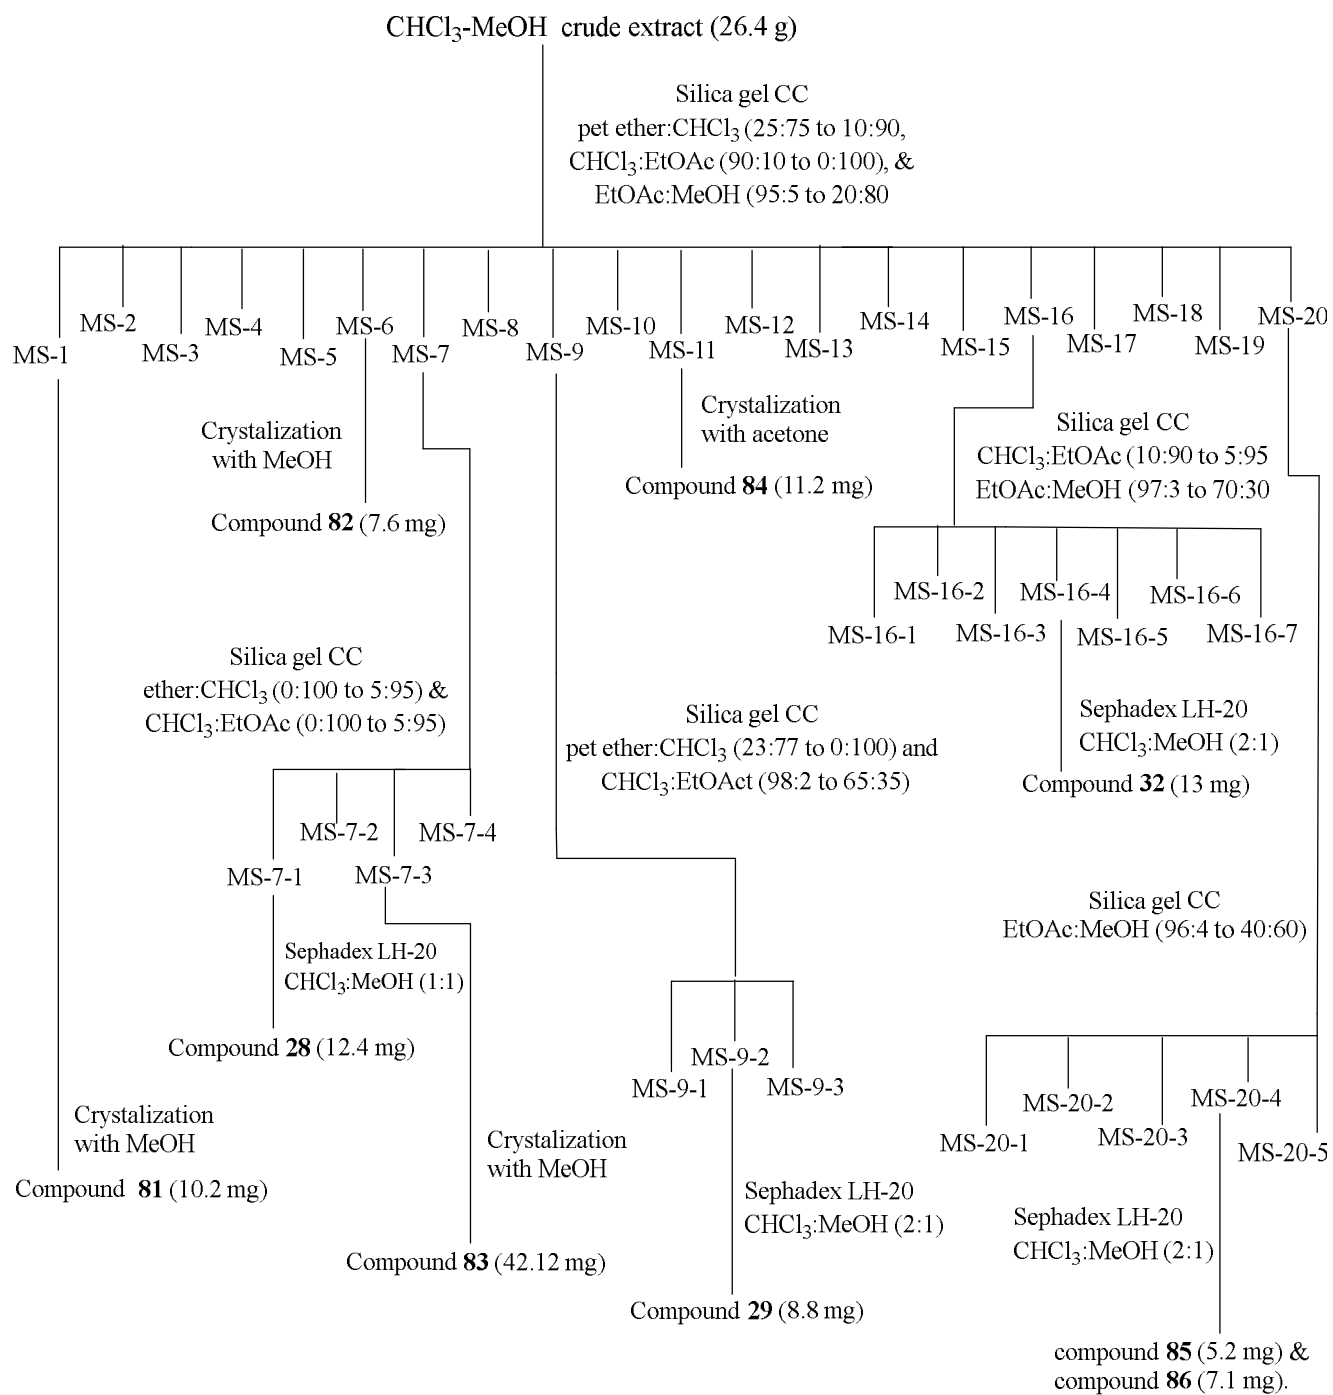 CHCl3-MeOH crude extract (26.4 g)
Silica gel CC
pet ether:CHCl3 (25:75 to 10:90,
CHCl3:EtOAc (90:10 to 0:100), &
EtOAc:MeOH (95:5 to 20:80
MS-1
MS-2
MS-3
MS-4
MS-5
MS-6
MS-7
MS-8
MS-9
MS-10
MS-11
MS-12
MS-13
MS-14
MS-15
MS-16
MS-17
MS-18
MS-19
MS-20
Crystalization
with MeOH
Compound 82 (7.6 mg)
Crystalization
with acetone
Compound 84 (11.2 mg)
Silica gel CC
CHCl3:EtOAc (10:90 to 5:95
EtOAc:MeOH (97:3 to 70:30
MS-16-1
MS-16-2
MS-16-3
MS-16-4
MS-16-5
MS-16-6
MS-16-7
Silica gel CC
ether:CHCl3 (0:100 to 5:95) &
CHCl3:EtOAc (0:100 to 5:95)
Silica gel CC
pet ether:CHCl3 (23:77 to 0:100) and
CHCl3:EtOAct (98:2 to 65:35)
Sephadex LH-20
CHCl3:MeOH (2:1)
Compound 32 (13 mg)
MS-7-1
MS-7-2
MS-7-3
MS-7-4
Silica gel CC
EtOAc:MeOH (96:4 to 40:60)
Sephadex LH-20
CHCl3:MeOH (1:1)
Compound 28 (12.4 mg)
MS-9-1
MS-9-2
MS-9-3
MS-20-1
MS-20-2
MS-20-3
MS-20-4
MS-20-5
Crystalization
with MeOH
Compound 81 (10.2 mg)
Crystalization
with MeOH
Compound 83 (42.12 mg)
Sephadex LH-20
CHCl3:MeOH (2:1)
Compound 29 (8.8 mg)
Sephadex LH-20
CHCl3:MeOH (2:1)
compound 85 (5.2 mg) &
compound 86 (7.1 mg).